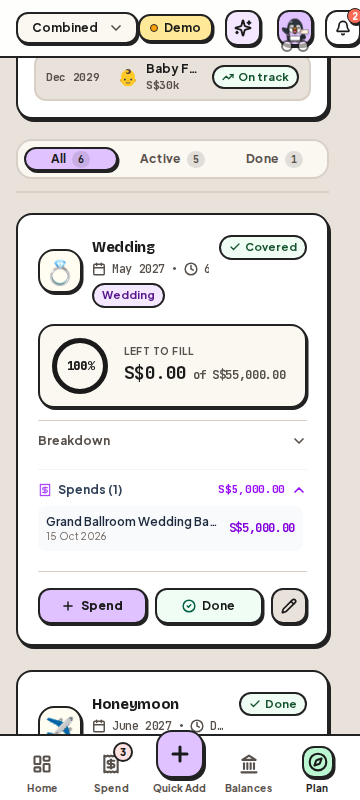 Combined
Demo
2
Dec 2029
Baby F...
S$30k
On track
All 6
Active 5
Done 1
Wedding
Covered
May 2027 • 6
Wedding
100%
LEFT TO FILL
S$0.00 of S$55,000.00
Breakdown
Spends (1)
S$5,000.00
Grand Ballroom Wedding Ba...
S$5,000.00
15 Oct 2026
Spend
Done
Honeymoon
Done
June 2027 • D...
3
Home
Spend
Quick Add
Balances
Plan